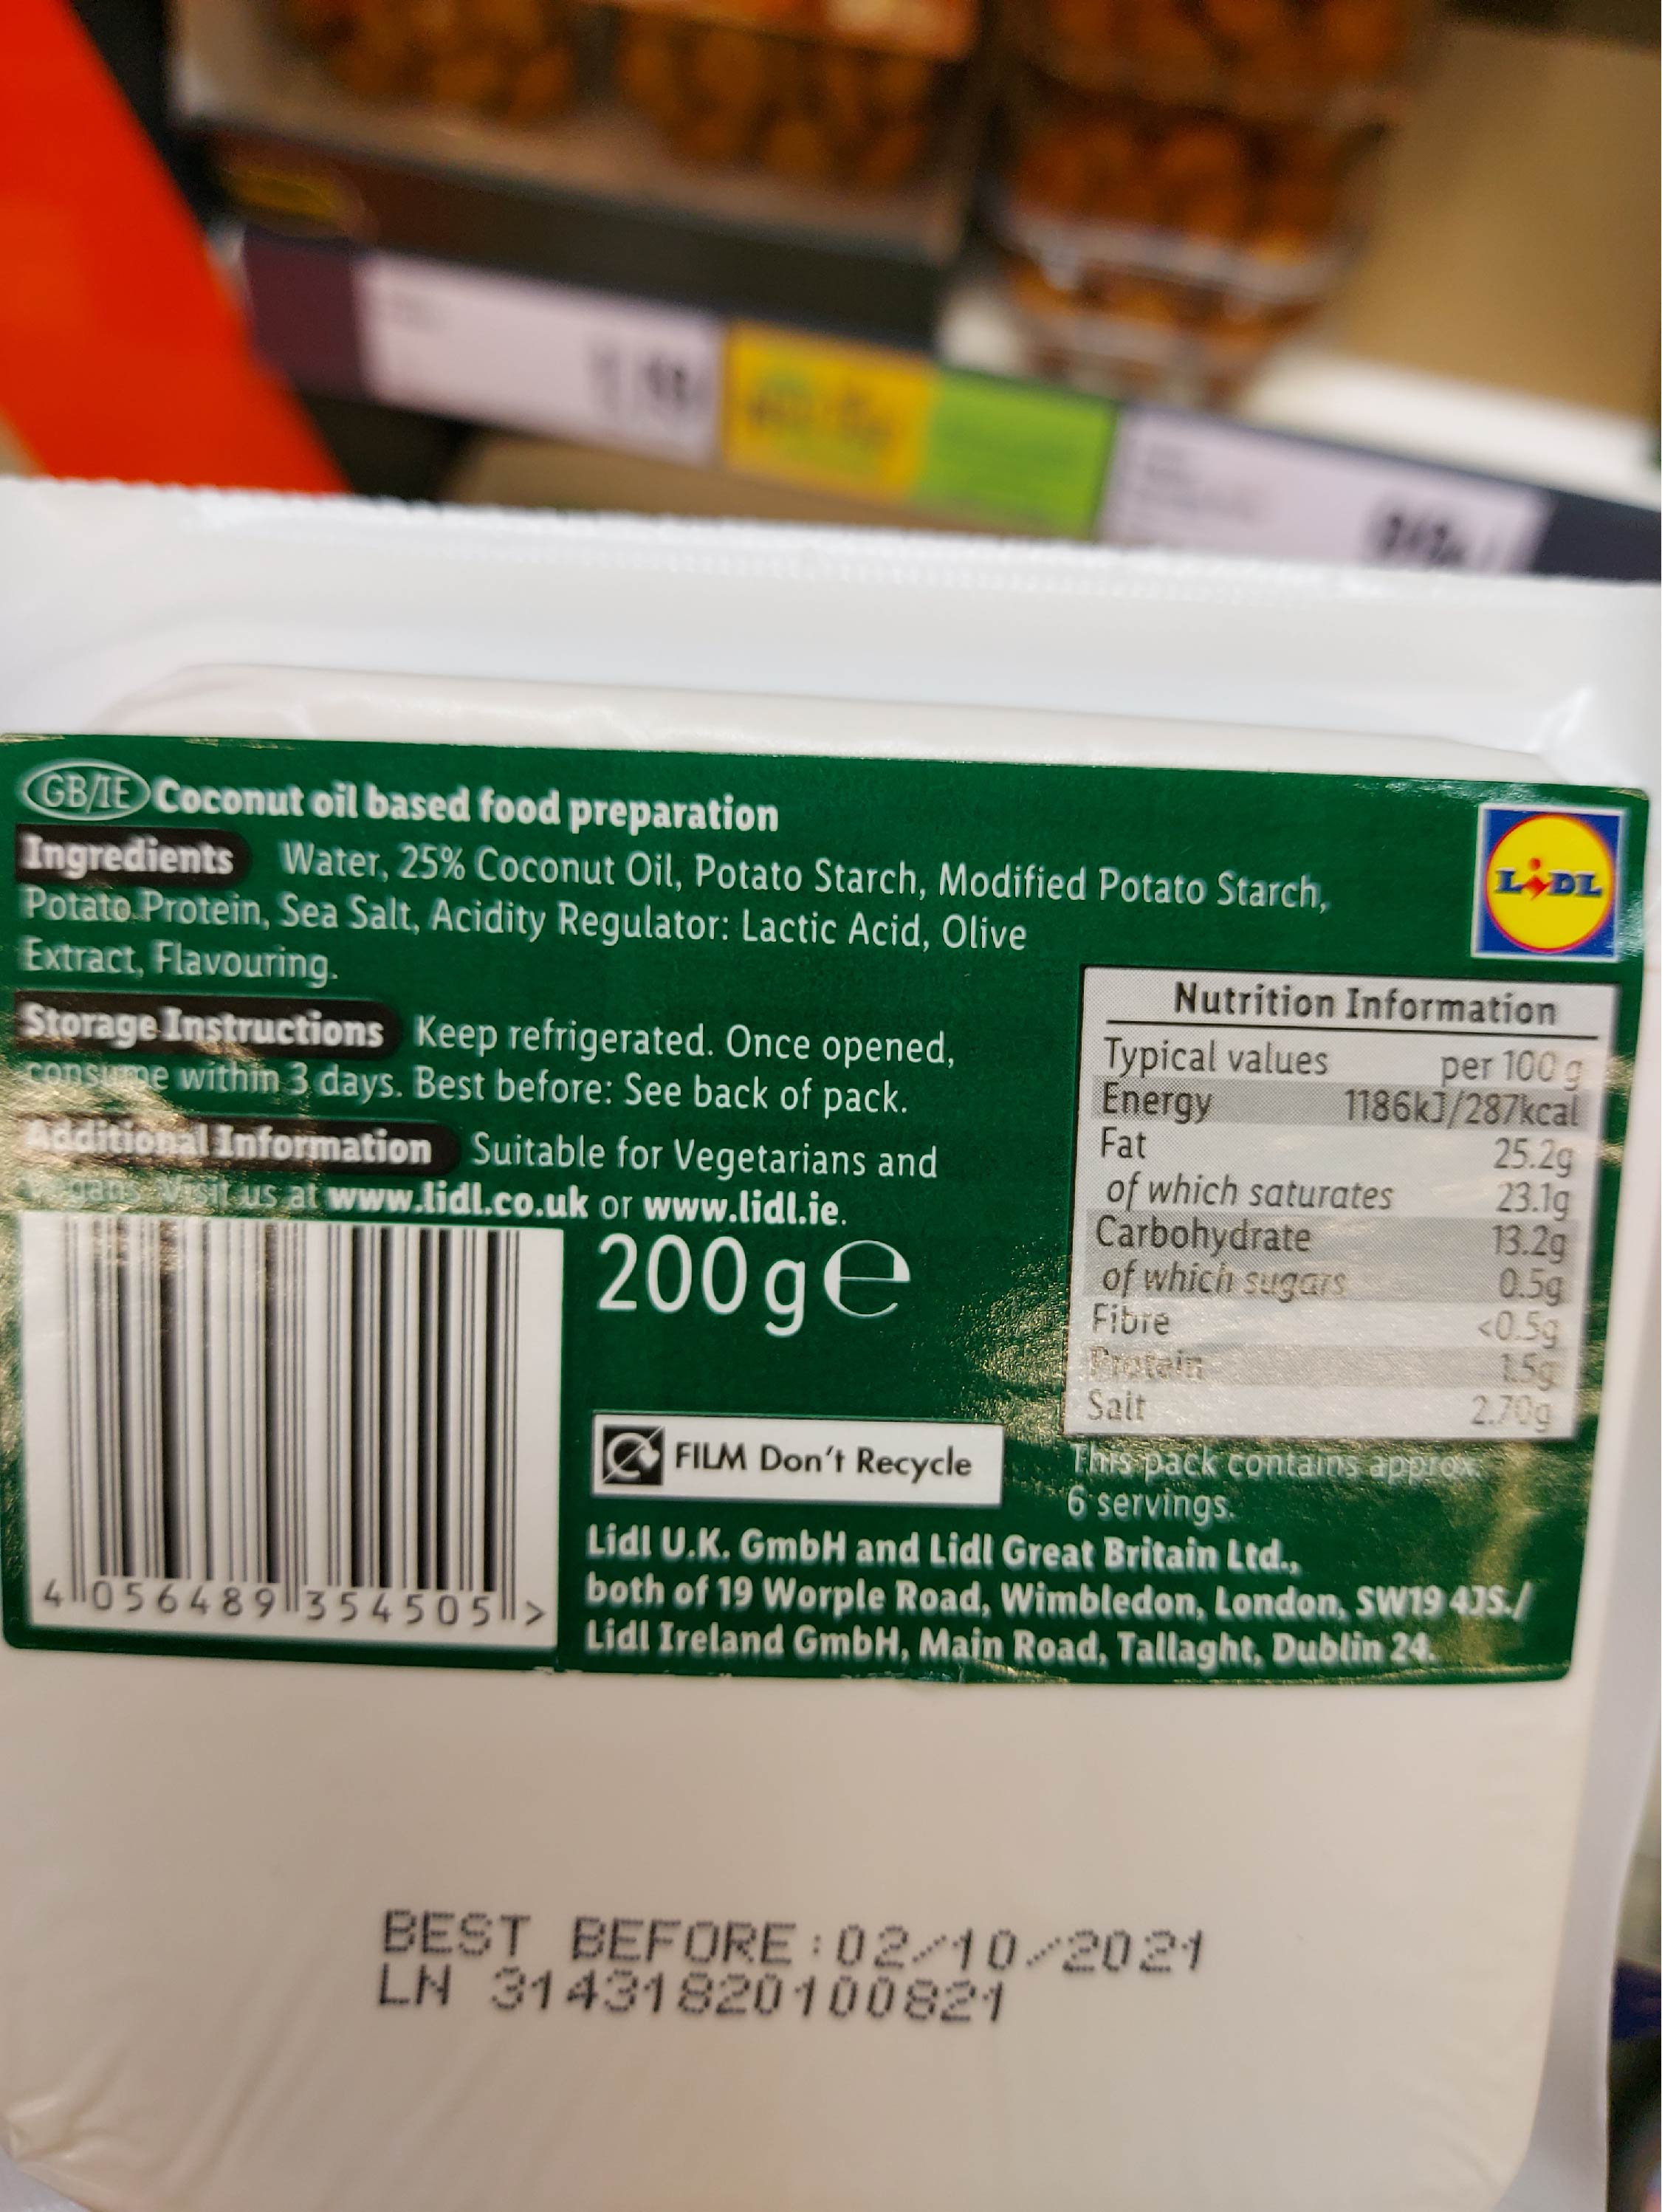 GB/IE Coconut oil based food preparation
Ingredients Water, 25% Coconut Oil, Potato Starch, Modified Potato Starch,
Potato Protein, Sea Salt, Acidity Regulator: Lactic Acid, Olive
Extract, Flavouring.
LIDL
Storage Instructions Keep refrigerated. Once opened,
consume within 3 days. Best before: See back of pack.
Additional Information Suitable for Vegetarians and
Vegans. Visit us at www.lidl.co.uk or www.lidl.ie.
Nutrition Information
Typical values per 100 g
Energy 1186kJ/287kcal
Fat 25.2g
of which saturates 23.1g
Carbohydrate 13.2g
of which sugars 0.5g
Fibre <0.5g
Protein 1.5g
Salt 2.70g
This pack contains approx.
6 servings.
200 g e
FILM Don't Recycle
Lidl U.K. GmbH and Lidl Great Britain Ltd.,
both of 19 Worple Road, Wimbledon, London, SW19 4JS./
Lidl Ireland GmbH, Main Road, Tallaght, Dublin 24.
4 056489 354505 >
BEST BEFORE:02/10/2021
LN 31431820100821